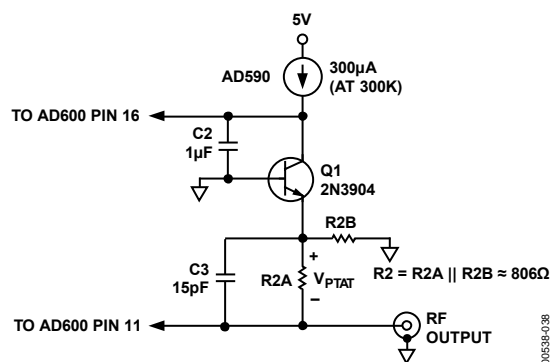 5V
AD590
300µA
(AT 300K)
TO AD600 PIN 16
C2
1µF
Q1
2N3904
R2B
+
C3
15pF
R2A
VPTAT
–
R2 = R2A || R2B ≈ 806Ω
TO AD600 PIN 11
RF
OUTPUT
00538-038